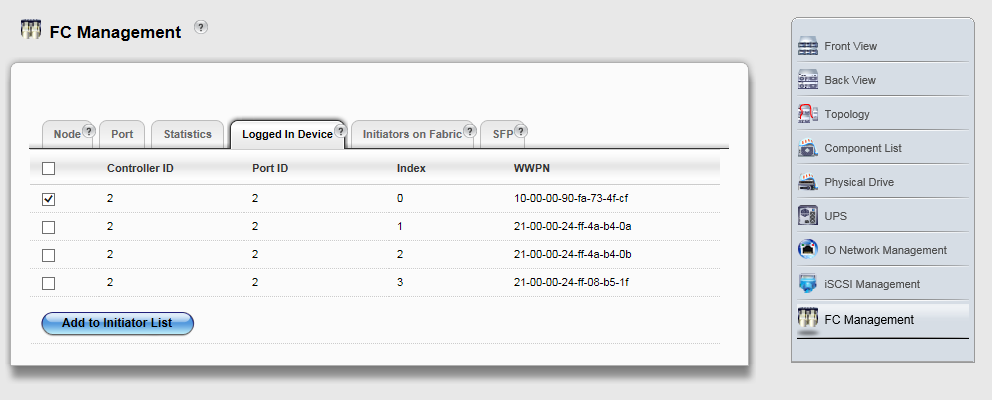 FC Management ?
Node ? Port Statistics Logged In Device ? Initiators on Fabric ? SFP ?
Controller ID Port ID Index WWPN
2 2 0 10-00-00-90-fa-73-4f-cf
2 2 1 21-00-00-24-ff-4a-b4-0a
2 2 2 21-00-00-24-ff-4a-b4-0b
2 2 3 21-00-00-24-ff-08-b5-1f
Add to Initiator List
Front View
Back View
Topology
Component List
Physical Drive
UPS
IO Network Management
iSCSI Management
FC Management